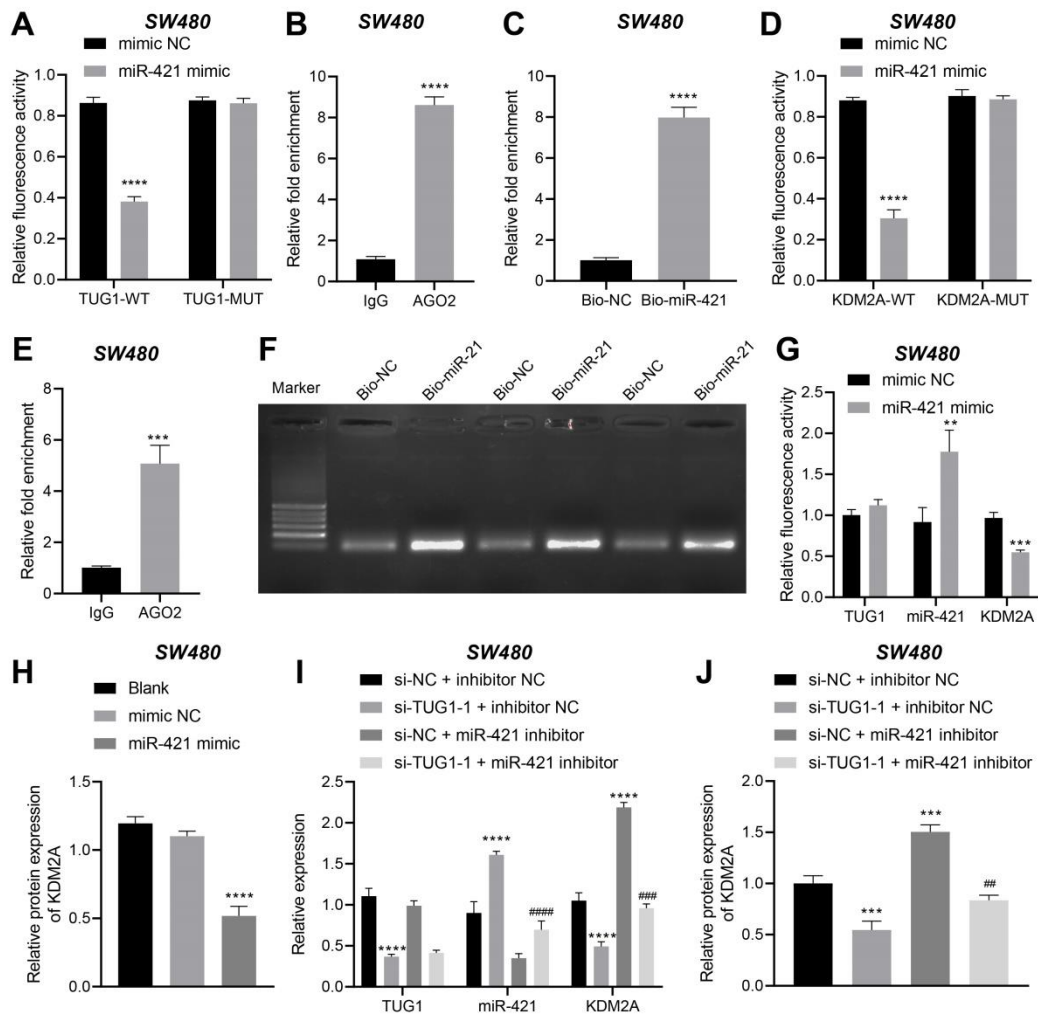 A
SW480
mimic NC
miR-421 mimic
Relative fluorescence activity
1.0
0.8
0.6
0.4
0.2
0.0
****
TUG1-WT
TUG1-MUT
B
SW480
Relative fold enrichment
10
8
6
4
2
0
****
IgG
AGO2
C
SW480
Relative fold enrichment
10
8
6
4
2
0
****
Bio-NC
Bio-miR-421
D
SW480
mimic NC
miR-421 mimic
Relative fluorescence activity
1.0
0.8
0.6
0.4
0.2
0.0
****
KDM2A-WT
KDM2A-MUT
E
SW480
Relative fold enrichment
8
6
4
2
0
***
IgG
AGO2
F
Marker
Bio-NC
Bio-miR-21
Bio-NC
Bio-miR-21
Bio-NC
Bio-miR-21
G
SW480
mimic NC
miR-421 mimic
Relative fluorescence activity
2.5
2.0
1.5
1.0
0.5
0.0
**
***
TUG1
miR-421
KDM2A
H
SW480
Blank
mimic NC
miR-421 mimic
Relative protein expression
of KDM2A
1.5
1.0
0.5
0.0
****
I
SW480
si-NC + inhibitor NC
si-TUG1-1 + inhibitor NC
si-NC + miR-421 inhibitor
si-TUG1-1 + miR-421 inhibitor
Relative expression
2.5
2.0
1.5
1.0
0.5
0.0
****
****
####
****
****
###
TUG1
miR-421
KDM2A
J
SW480
si-NC + inhibitor NC
si-TUG1-1 + inhibitor NC
si-NC + miR-421 inhibitor
si-TUG1-1 + miR-421 inhibitor
Relative protein expression
of KDM2A
2.0
1.5
1.0
0.5
0.0
***
***
##